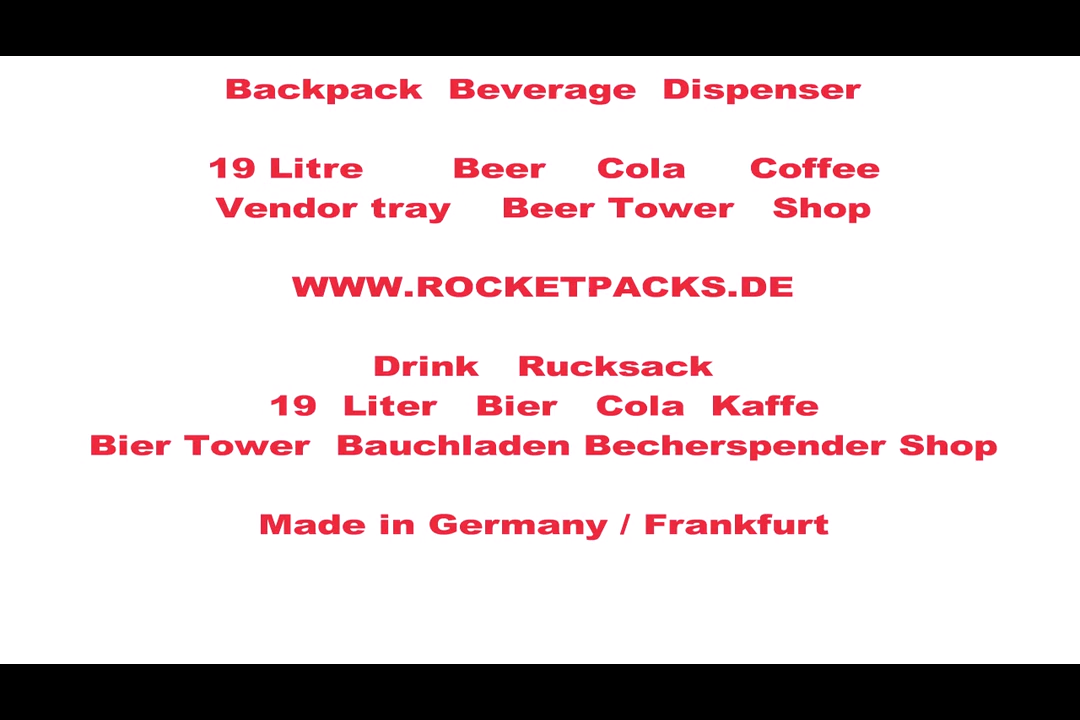 Backpack Beverage Dispenser
19 Litre Beer Cola Coffee
Vendor tray Beer Tower Shop
WWW.ROCKETPACKS.DE
Drink Rucksack
19 Liter Bier Cola Kaffe
Bier Tower Bauchladen Becherspender Shop
Made in Germany / Frankfurt